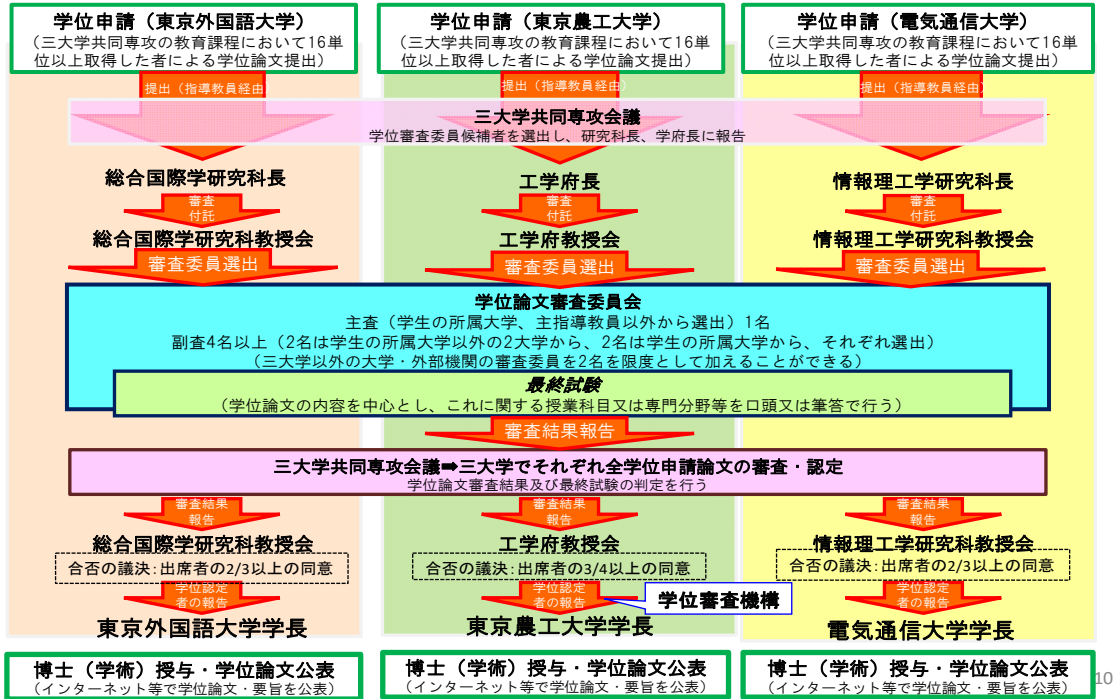 学位申請（東京外国語大学）
（三大学共同専攻の教育課程において16単
位以上取得した者による学位論文提出）
学位申請（東京農工大学）
（三大学共同専攻の教育課程において16単
位以上取得した者による学位論文提出）
学位申請（電気通信大学）
（三大学共同専攻の教育課程において16単
位以上取得した者による学位論文提出）
提出（指導教員経由）
提出（指導教員経由）
提出（指導教員経由）
三大学共同専攻会議
学位審査委員候補者を選出し、研究科長、学府長に報告
総合国際学研究科長
工学府長
情報理工学研究科長
審査
付託
審査
付託
審査
付託
総合国際学研究科教授会
工学府教授会
情報理工学研究科教授会
審査委員選出
審査委員選出
審査委員選出
学位論文審査委員会
主査（学生の所属大学、主指導教員以外から選出）1名
副査4名以上（2名は学生の所属大学以外の2大学から、2名は学生の所属大学から、それぞれ選出）
（三大学以外の大学・外部機関の審査委員を2名を限度として加えることができる）
最終試験
（学位論文の内容を中心とし、これに関する授業科目又は専門分野等を口頭又は筆答で行う）
審査結果報告
三大学共同専攻会議➡三大学でそれぞれ全学位申請論文の審査・認定
学位論文審査結果及び最終試験の判定を行う
審査結果
報告
審査結果
報告
審査結果
報告
総合国際学研究科教授会
工学府教授会
情報理工学研究科教授会
合否の議決：出席者の2/3以上の同意
合否の議決：出席者の3/4以上の同意
合否の議決：出席者の2/3以上の同意
学位認定
者の報告
学位認定
者の報告
学位認定
者の報告
学位審査機構
東京外国語大学学長
東京農工大学学長
電気通信大学学長
博士（学術）授与・学位論文公表
（インターネット等で学位論文・要旨を公表）
博士（学術）授与・学位論文公表
（インターネット等で学位論文・要旨を公表）
博士（学術）授与・学位論文公表
（インターネット等で学位論文・要旨を公表）
10